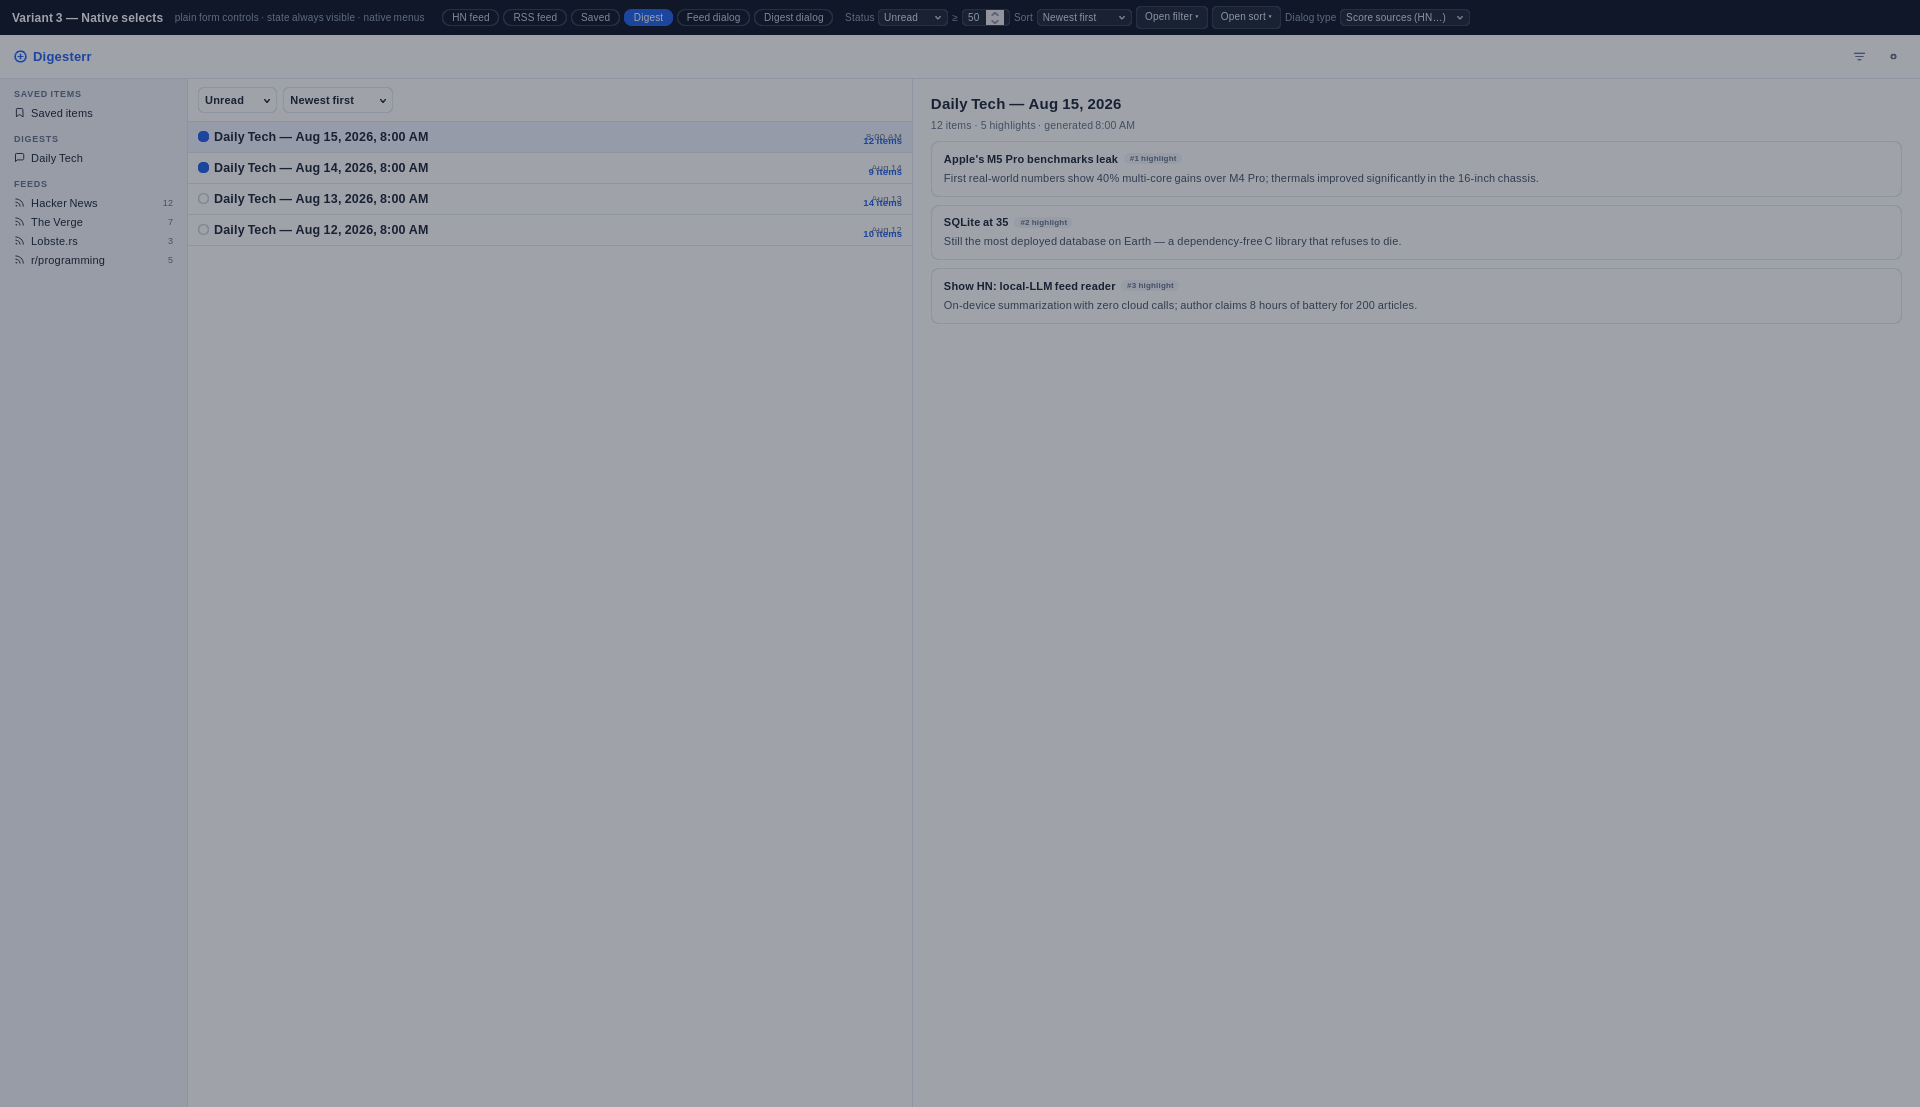 Variant 3 — Native selects plain form controls · state always visible · native menus HN feed RSS feed Saved Digest Feed dialog Digest dialog Status Unread ≥ 50 Sort Newest first Open filter ▾ Open sort ▾ Dialog type Score sources (HN…)
Digesterr
SAVED ITEMS
Saved items
DIGESTS
Daily Tech
FEEDS
Hacker News 12
The Verge 7
Lobste.rs 3
r/programming 5
Unread Newest first
Daily Tech — Aug 15, 2026, 8:00 AM 8:00 AM
12 items
Daily Tech — Aug 14, 2026, 8:00 AM Aug 14
9 items
Daily Tech — Aug 13, 2026, 8:00 AM Aug 13
14 items
Daily Tech — Aug 12, 2026, 8:00 AM Aug 12
10 items
Daily Tech — Aug 15, 2026
12 items · 5 highlights · generated 8:00 AM
Apple's M5 Pro benchmarks leak #1 highlight
First real-world numbers show 40% multi-core gains over M4 Pro; thermals improved significantly in the 16-inch chassis.
SQLite at 35 #2 highlight
Still the most deployed database on Earth — a dependency-free C library that refuses to die.
Show HN: local-LLM feed reader #3 highlight
On-device summarization with zero cloud calls; author claims 8 hours of battery for 200 articles.